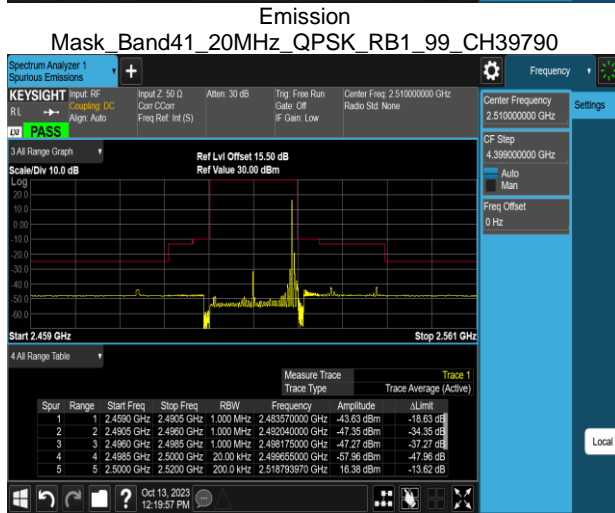 Emission
Mask_Band41_20MHz_QPSK_RB1_99_CH39790
Spectrum Analyzer 1
Spurious Emissions
Frequency
KEYSIGHT Input: RF Input Z: 50 Ω Atten: 30 dB Trig: Free Run Center Freq: 2.510000000 GHz
RL Coupling: DC Corr CCorr Gate: Off Radio Std: None
Align: Auto Freq Ref: Int (S) IF Gain: Low
LXI PASS
Center Frequency
2.510000000 GHz
Settings
CF Step
4.399000000 GHz
Auto
Man
Freq Offset
0 Hz
Local
3 All Range Graph
Ref Lvl Offset 15.50 dB
Scale/Div 10.0 dB Ref Value 30.00 dBm
Log
20.0
10.0
0.00
-10.0
-20.0
-30.0
-40.0
-50.0
-60.0
Start 2.459 GHz Stop 2.561 GHz
4 All Range Table
Measure Trace Trace 1
Trace Type Trace Average (Active)
Spur Range Start Freq Stop Freq RBW Frequency Amplitude ΔLimit
1 1 2.4590 GHz 2.4905 GHz 1.000 MHz 2.483570000 GHz -43.63 dBm -18.63 dB
2 2 2.4905 GHz 2.4960 GHz 1.000 MHz 2.492040000 GHz -47.35 dBm -34.35 dB
3 3 2.4960 GHz 2.4985 GHz 1.000 MHz 2.498175000 GHz -47.27 dBm -37.27 dB
4 4 2.4985 GHz 2.5000 GHz 20.00 kHz 2.499655000 GHz -57.96 dBm -47.96 dB
5 5 2.5000 GHz 2.5200 GHz 200.0 kHz 2.518793970 GHz 16.38 dBm -13.62 dB
Oct 13, 2023
12:19:57 PM